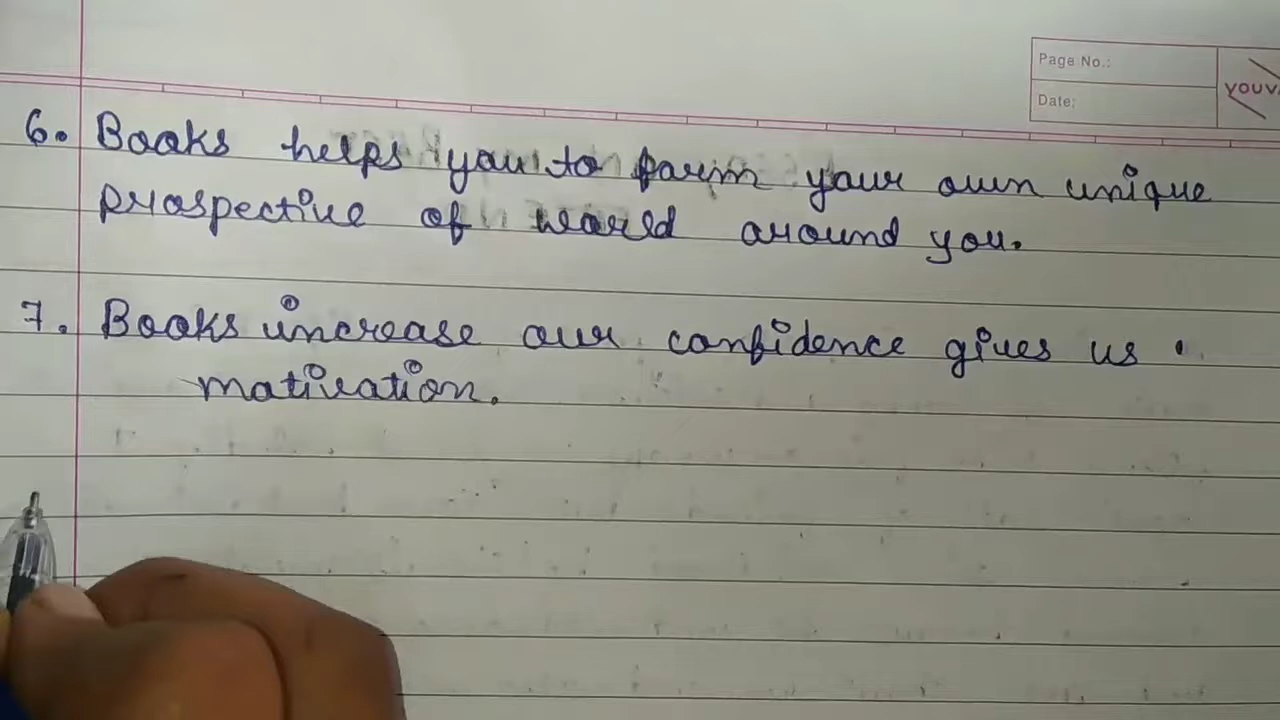 Page No.:
YOUVA
Date:
6. Books helps you to form your own unique
prospective of world around you.
7. Books increase our confidence gives us
motivation.